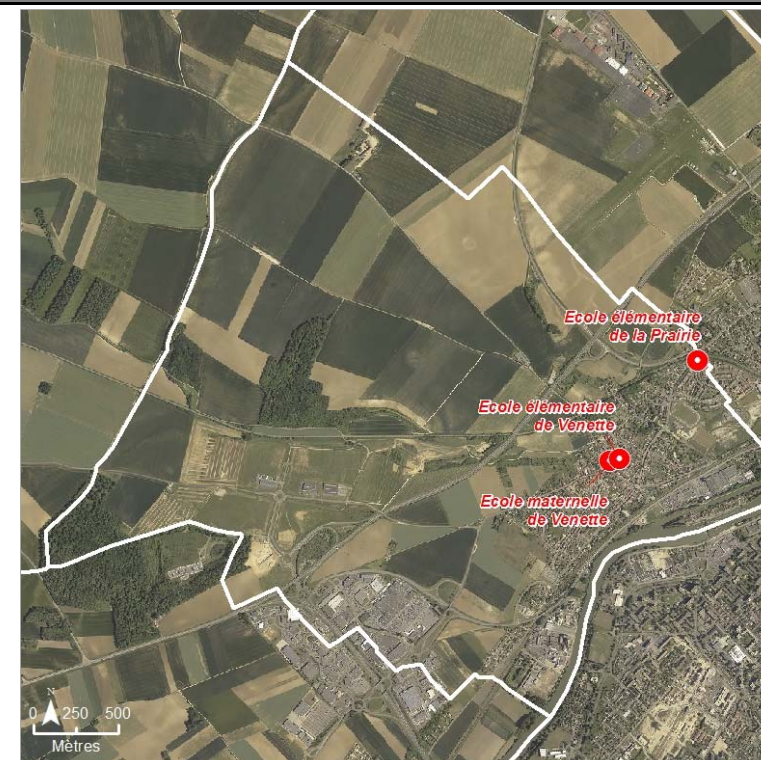 Ecole élémentaire
de la Prairie
Ecole élémentaire
de Venette
Ecole maternelle
de Venette
N
0 250 500
Mètres